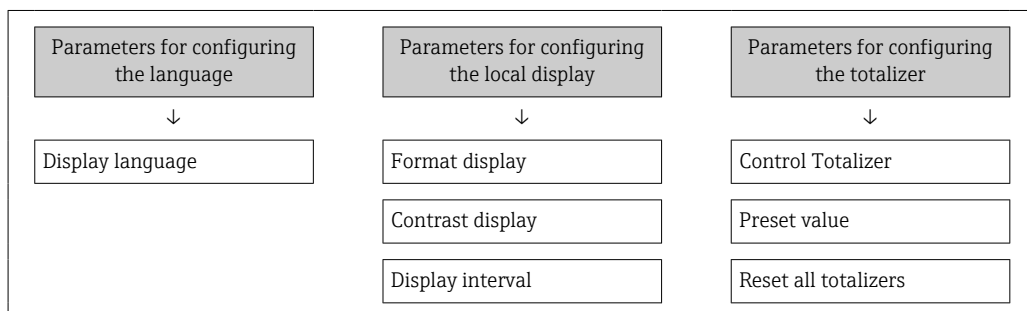 Parameters for configuring
the language
↓
Display language
Parameters for configuring
the local display
↓
Format display
Contrast display
Display interval
Parameters for configuring
the totalizer
↓
Control Totalizer
Preset value
Reset all totalizers